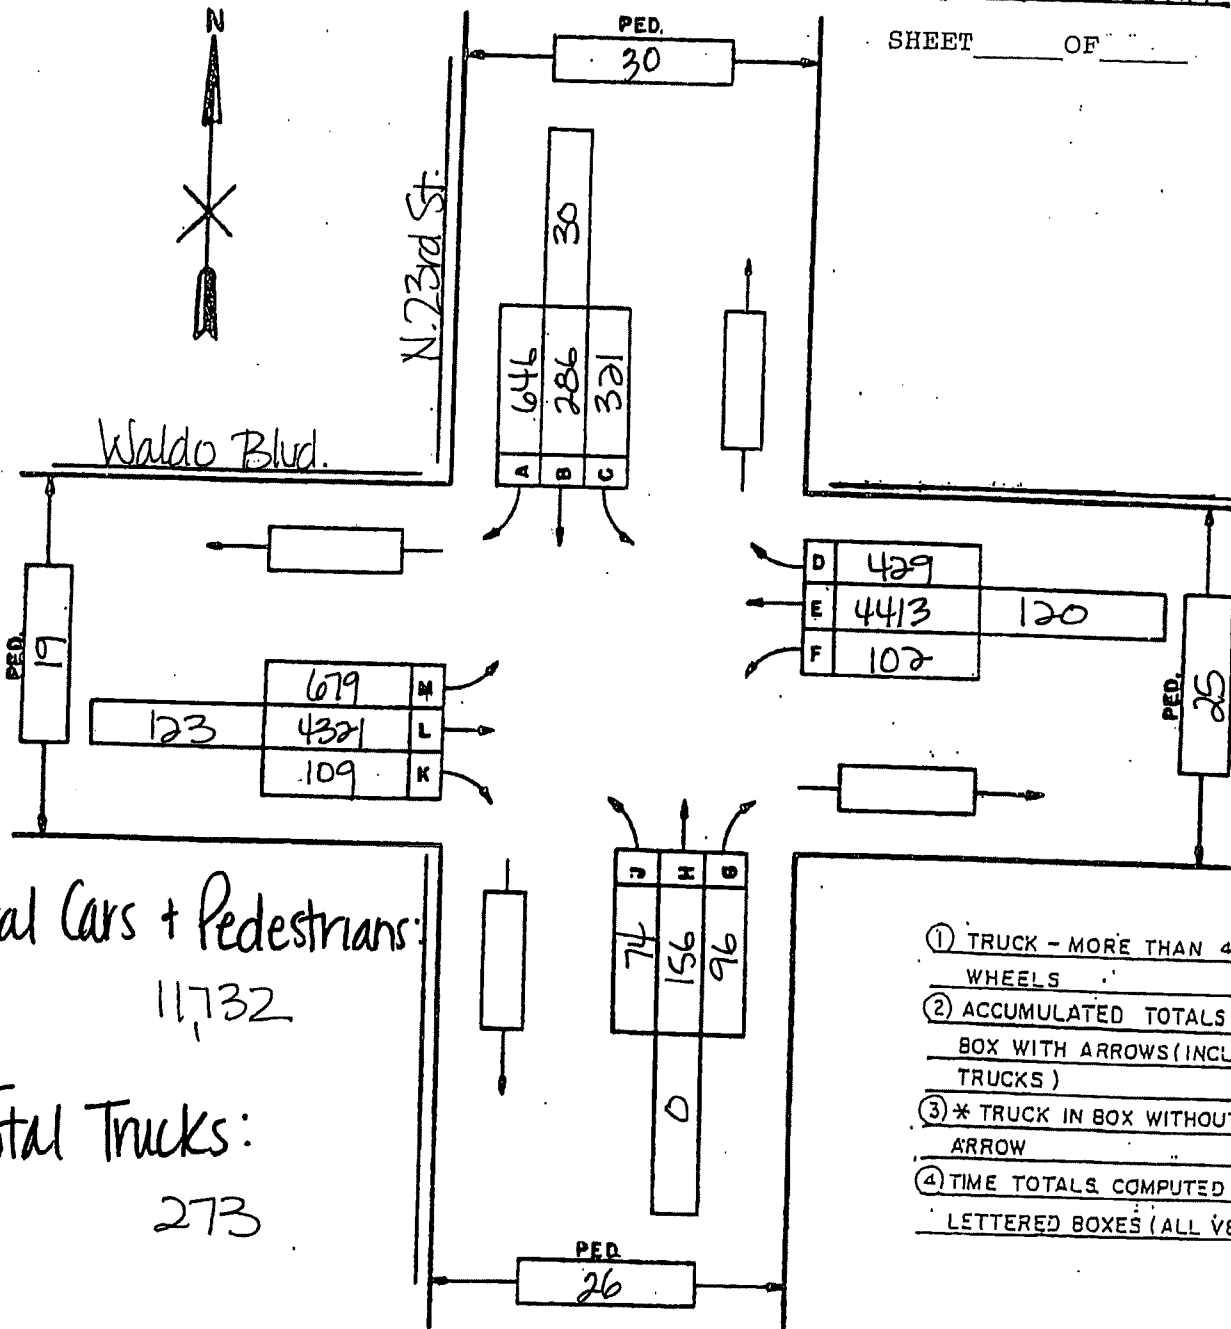 SHEET OF
N
PED.
30
N. 23rd St.
30
646 286 321
A B C
Waldo Blvd.
PED.
19
D 429
E 4413 120
F 102
PED.
25
679 M
123 4321 L
109 K
J H G
74 156 96
0
al Cars + Pedestrians:
11,732
tal Trucks:
273
PED.
26
① TRUCK - MORE THAN 4
WHEELS
② ACCUMULATED TOTALS
BOX WITH ARROWS (INCL
TRUCKS)
③ * TRUCK IN BOX WITHOUT
ARROW
④ TIME TOTALS COMPUTED
LETTERED BOXES (ALL VE